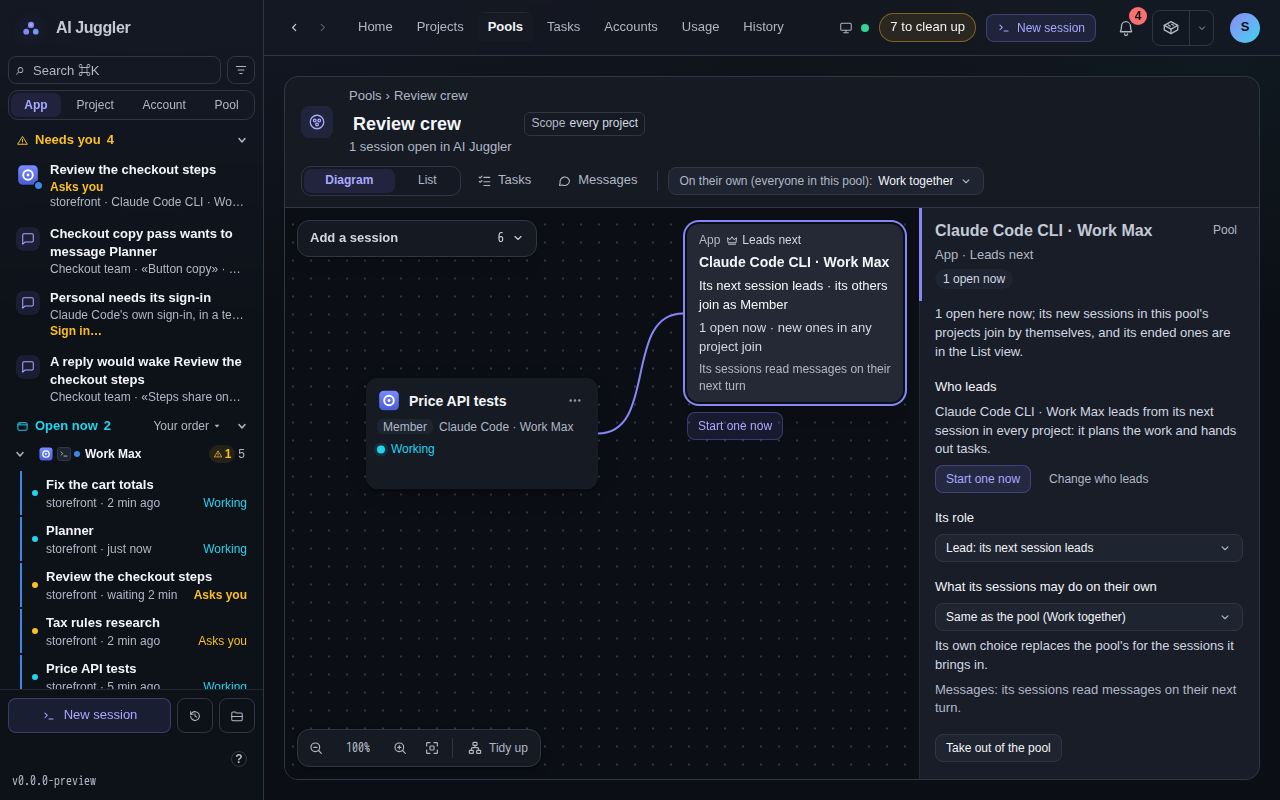 AI Juggler
Search ⌘K
App Project Account Pool
Needs you 4
Review the checkout steps
Asks you
storefront · Claude Code CLI · Wo…
Checkout copy pass wants to
message Planner
Checkout team · «Button copy» · …
Personal needs its sign-in
Claude Code's own sign-in, in a te…
Sign in…
A reply would wake Review the
checkout steps
Checkout team · «Steps share on…
Open now 2 Your order
Work Max 1 5
Fix the cart totals
storefront · 2 min ago Working
Planner
storefront · just now Working
Review the checkout steps
storefront · waiting 2 min Asks you
Tax rules research
storefront · 2 min ago Asks you
Price API tests
storefront · 5 min ago Working
New session
?
v0.0.0-preview
Home Projects Pools Tasks Accounts Usage History
7 to clean up
New session
4
S
Pools › Review crew
Review crew
Scope every project
1 session open in AI Juggler
Diagram List Tasks Messages
On their own (everyone in this pool): Work together
Add a session 6
App Leads next
Claude Code CLI · Work Max
Its next session leads · its others
join as Member
1 open now · new ones in any
project join
Its sessions read messages on their
next turn
Start one now
Price API tests
Member Claude Code · Work Max
Working
100%
Tidy up
Claude Code CLI · Work Max Pool
App · Leads next
1 open now
1 open here now; its new sessions in this pool's
projects join by themselves, and its ended ones are
in the List view.
Who leads
Claude Code CLI · Work Max leads from its next
session in every project: it plans the work and hands
out tasks.
Start one now Change who leads
Its role
Lead: its next session leads
What its sessions may do on their own
Same as the pool (Work together)
Its own choice replaces the pool's for the sessions it
brings in.
Messages: its sessions read messages on their next
turn.
Take out of the pool